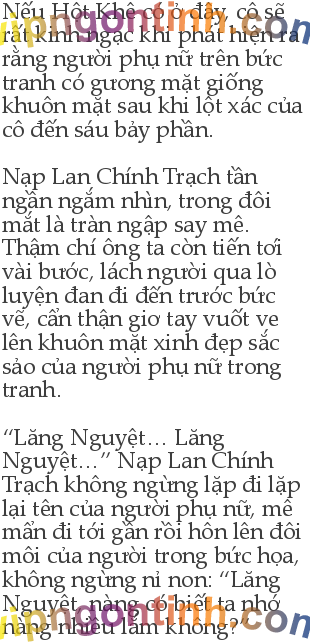 Nếu Hột Khê có ở đây, cô sẽ
rất kinh ngạc khi phát hiện ra
rằng người phụ nữ trên bức
tranh có gương mặt giống
khuôn mặt sau khi lột xác của
cô đến sáu bảy phần.
Nạp Lan Chính Trạch tần
ngần ngắm nhìn, trong đôi
mắt là tràn ngập say mê.
Thậm chí ông ta còn tiến tới
vài bước, lách người qua lò
luyện đan đi đến trước bức
vẽ, cẩn thận giơ tay vuốt ve
lên khuôn mặt xinh đẹp sắc
sảo của người phụ nữ trong
tranh.
“Lăng Nguyệt... Lăng
Nguyệt...” Nạp Lan Chính
Trạch không ngừng lặp đi lặp
lại tên của người phụ nữ, mê
mẩn đi tới gần rồi hôn lên đôi
môi của người trong bức họa,
không ngừng nỉ non: “Lăng
Nguyệt, nàng có biết ta nhớ
nàng nhiều lắm không?”